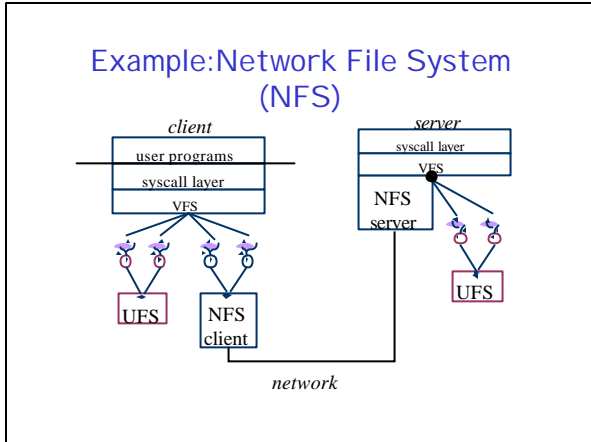 Example:Network File System
(NFS)
client
user programs
syscall layer
VFS
UFS
NFS
client
server
syscall layer
VFS
NFS
server
UFS
network